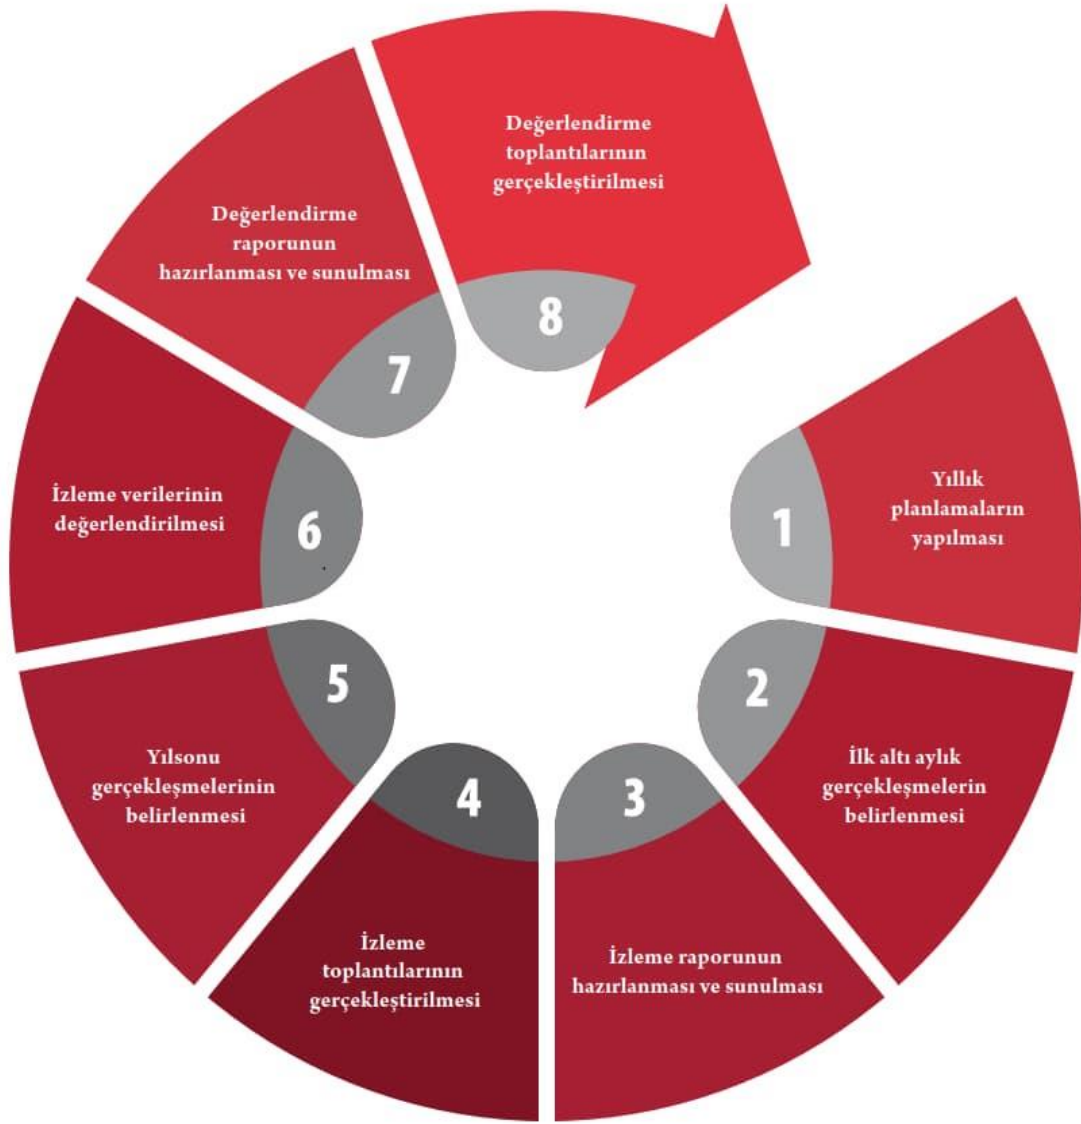 1
Yıllık
planlamaların
yapılması
2
İlk altı aylık
gerçekleşmelerin
belirlenmesi
3
İzleme raporunun
hazırlanması ve sunulması
4
İzleme
toplantılarının
gerçekleştirilmesi
5
Yılsonu
gerçekleşmelerinin
belirlenmesi
6
İzleme verilerinin
değerlendirilmesi
7
Değerlendirme
raporunun
hazırlanması ve sunulması
8
Değerlendirme
toplantılarının
gerçekleştirilmesi